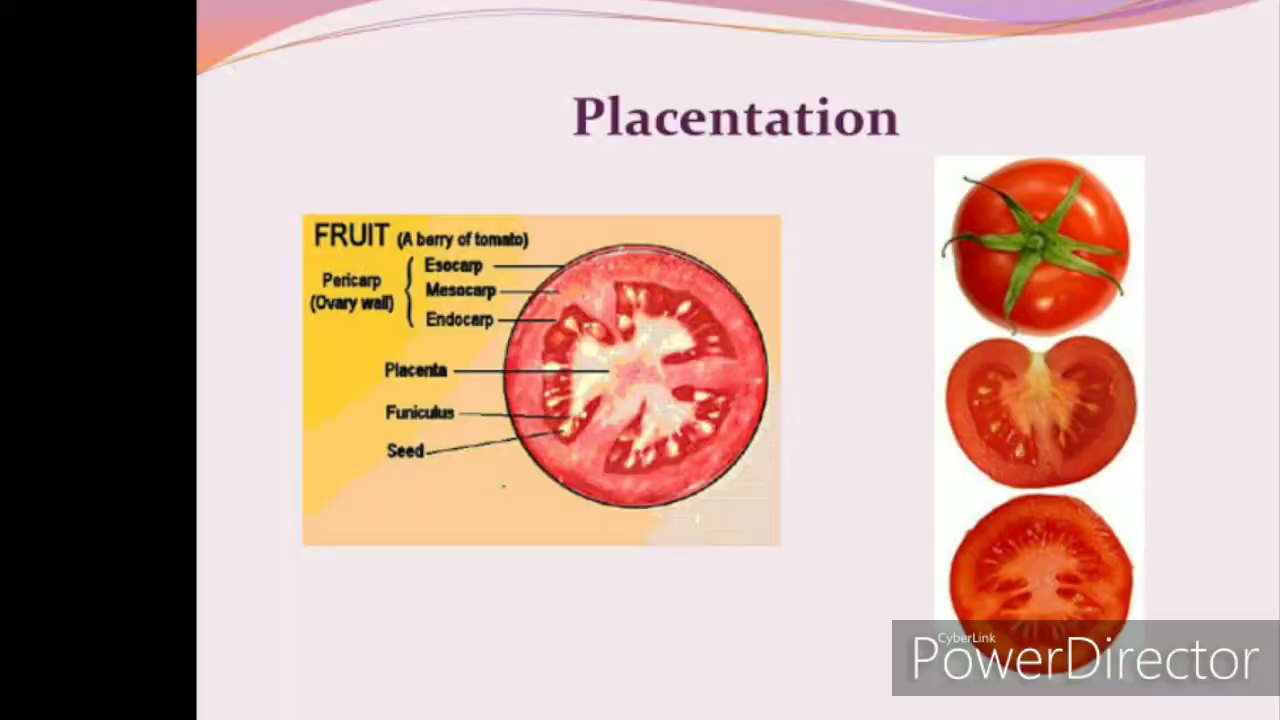 Placentation
FRUIT (A berry of tomato)
Pericarp
(Ovary wall)
Esocarp
Mesocarp
Endocarp
Placenta
Funiculus
Seed
CyberLink
PowerDirector